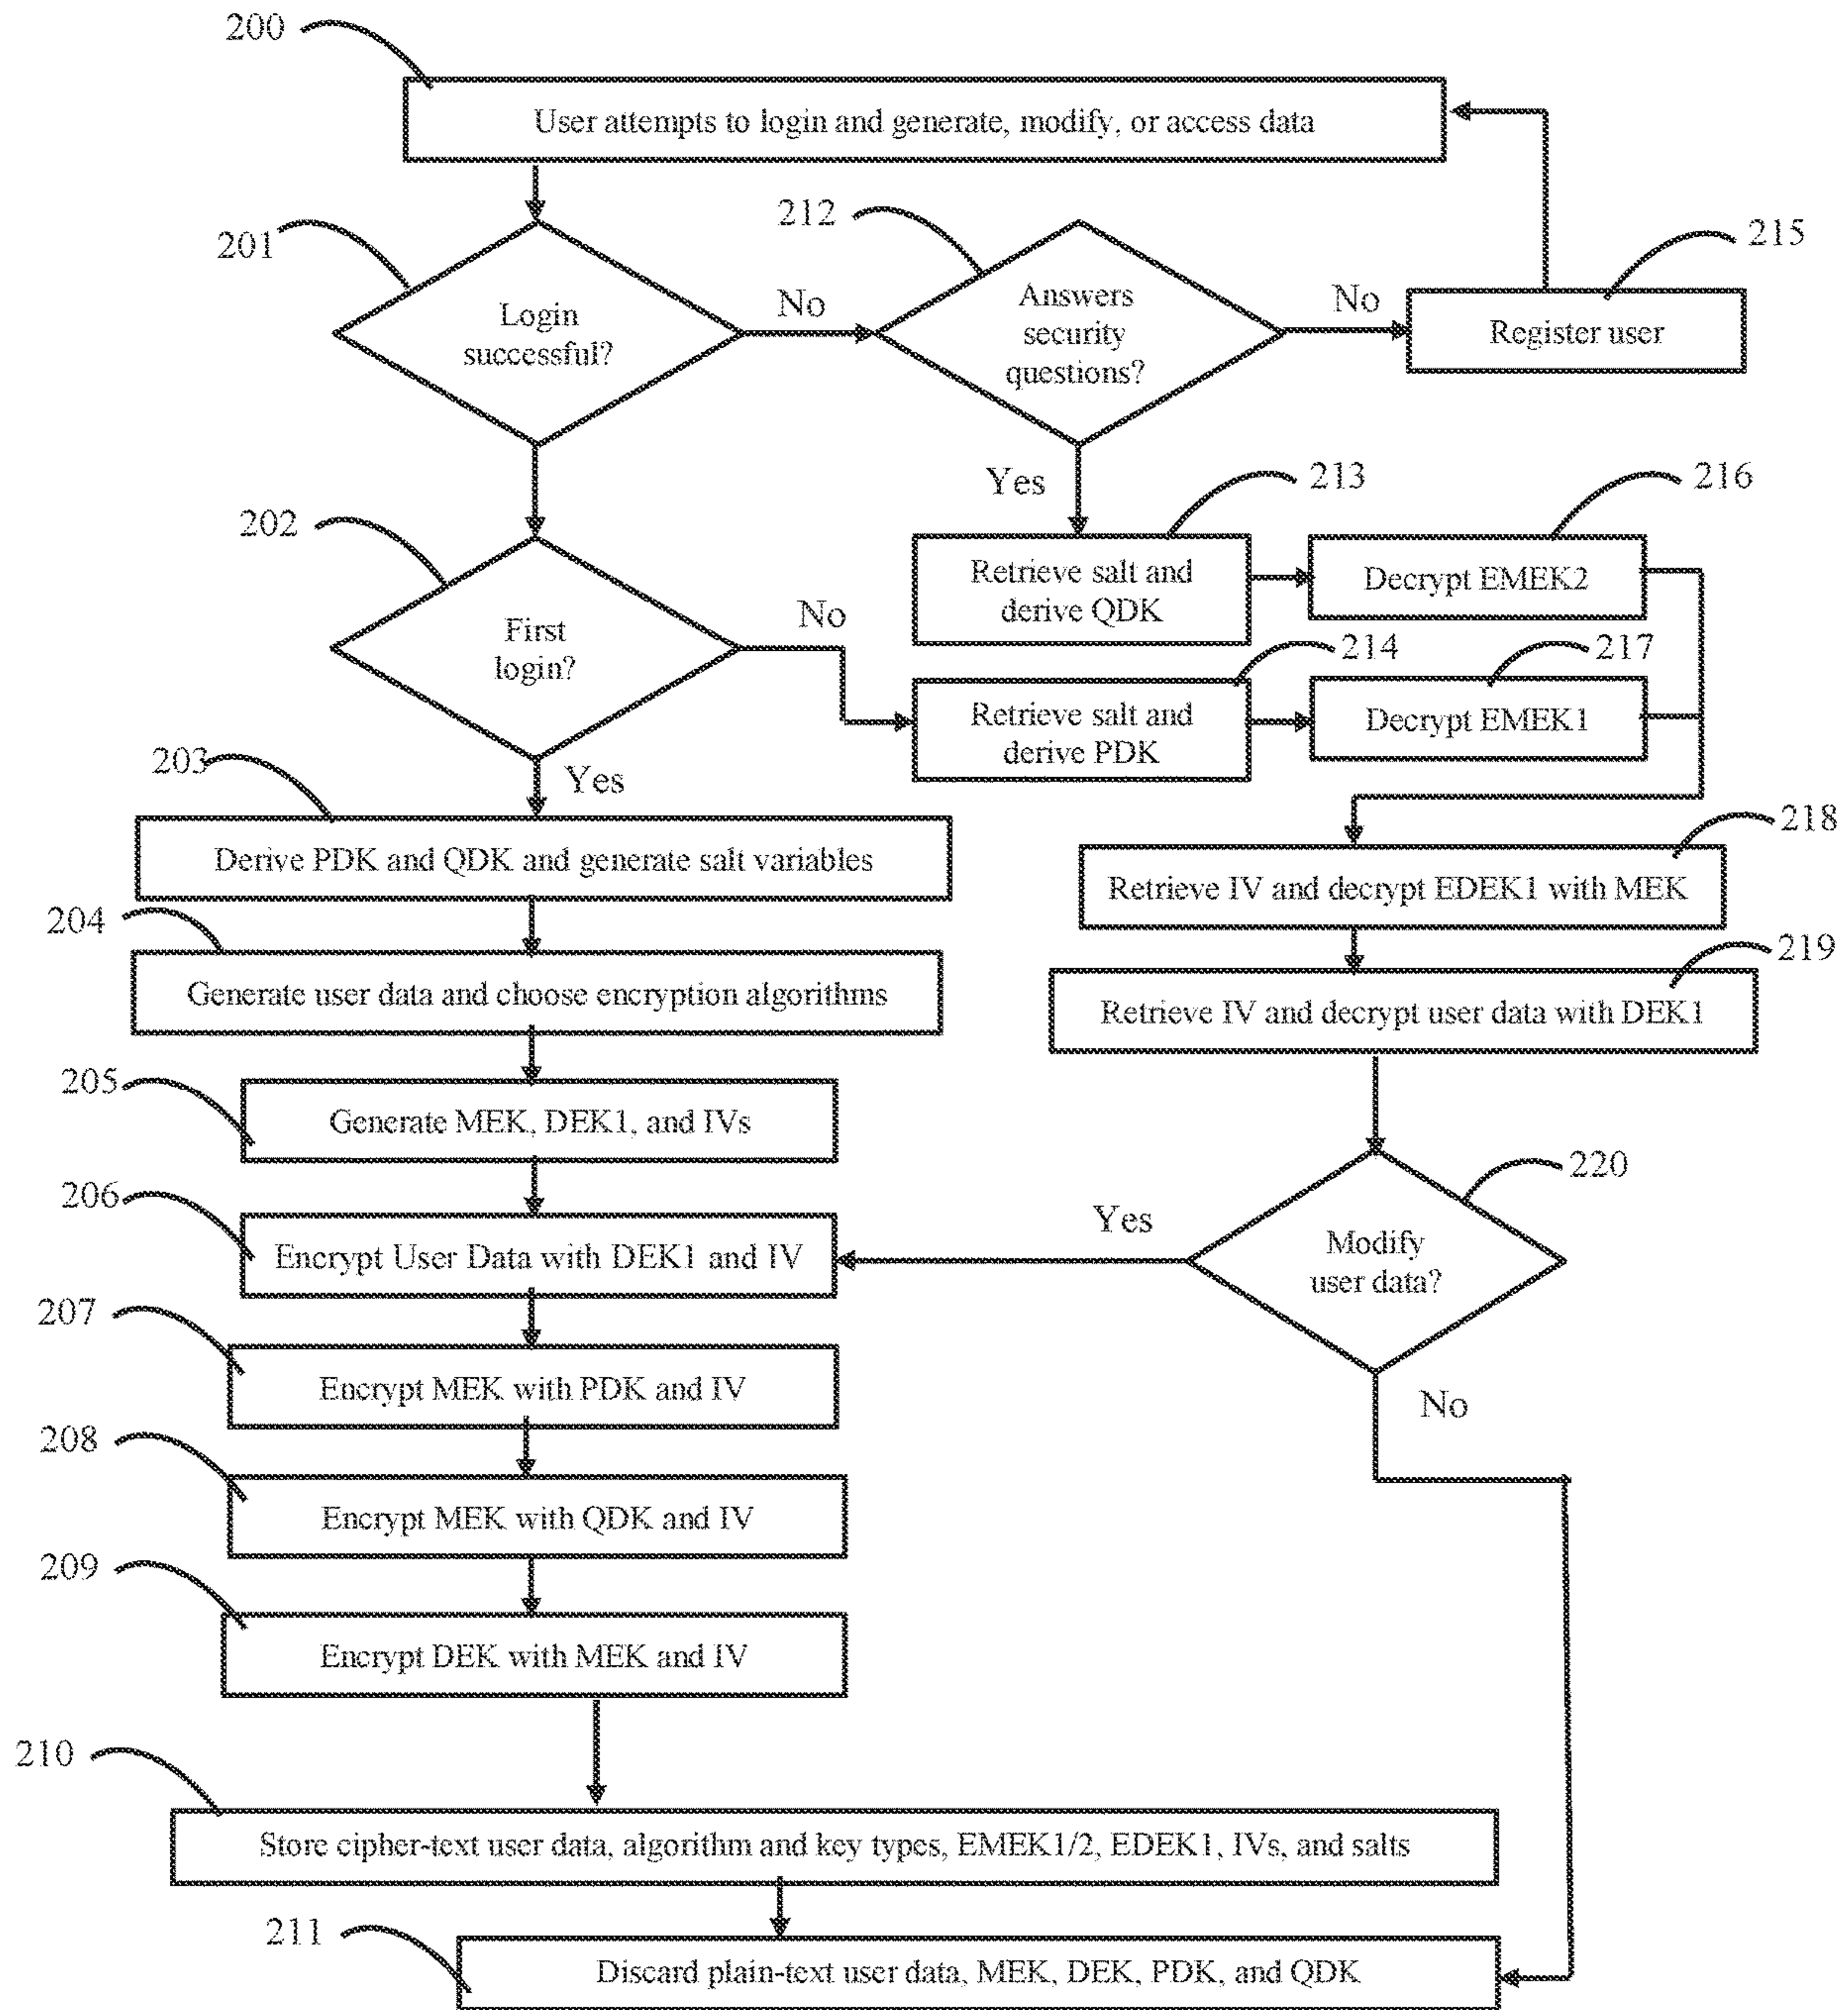 200
User attempts to login and generate, modify, or access data
201
Login
successful?
No
212
Answers
security
questions?
No
215
Register user
Yes
202
First
login?
No
213
Retrieve salt and
derive QDK
216
Decrypt EMEK2
214
Retrieve salt and
derive PDK
217
Decrypt EMEK1
Yes
203
Derive PDK and QDK and generate salt variables
218
Retrieve IV and decrypt EDEK1 with MEK
204
Generate user data and choose encryption algorithms
219
Retrieve IV and decrypt user data with DEK1
205
Generate MEK, DEK1, and IVs
220
Modify
user data?
Yes
No
206
Encrypt User Data with DEK1 and IV
207
Encrypt MEK with PDK and IV
208
Encrypt MEK with QDK and IV
209
Encrypt DEK with MEK and IV
210
Store cipher-text user data, algorithm and key types, EMEK1/2, EDEK1, IVs, and salts
211
Discard plain-text user data, MEK, DEK, PDK, and QDK